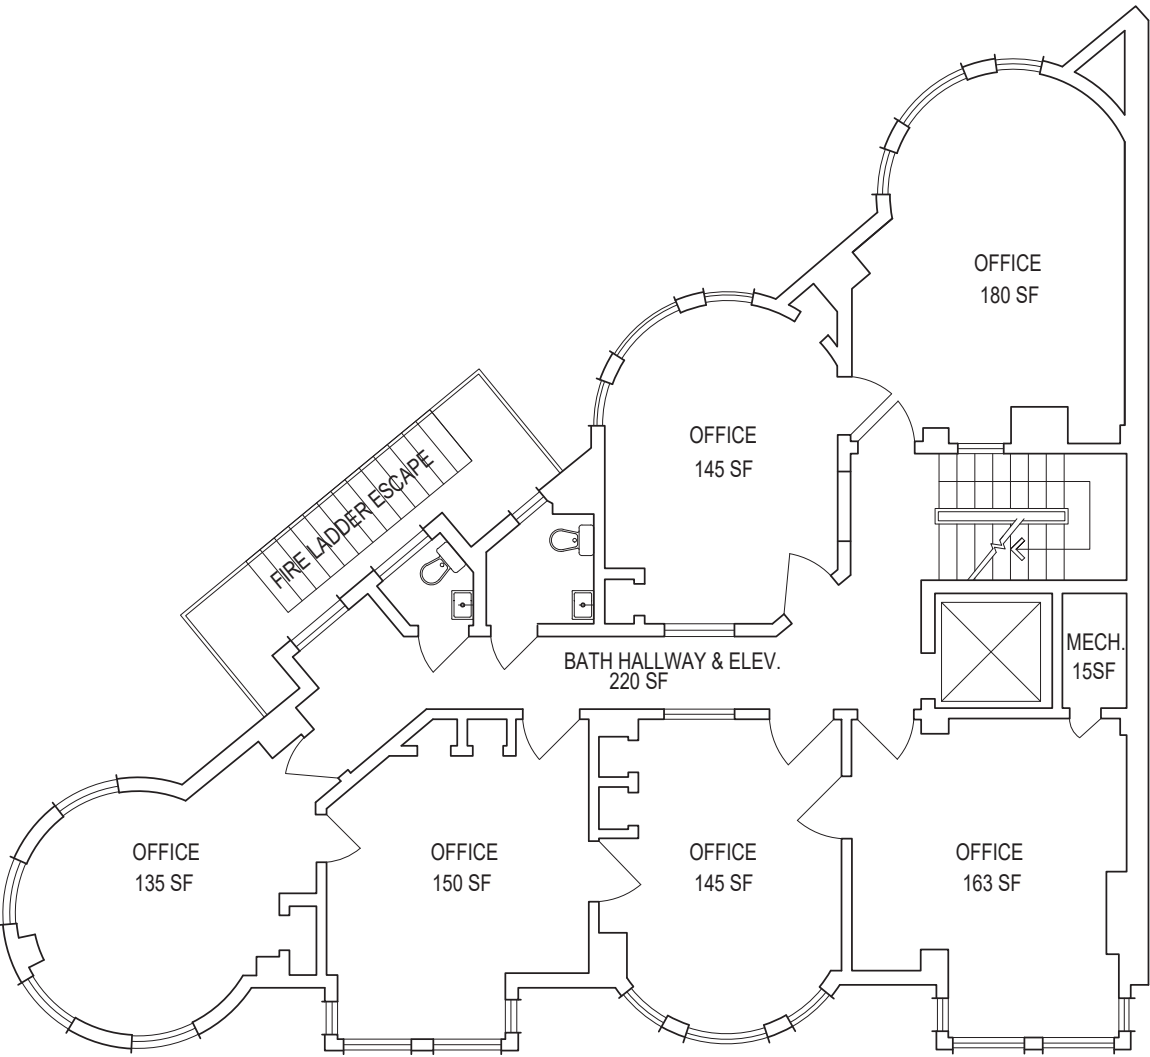 OFFICE
180 SF
OFFICE
145 SF
FIRE LADDER ESCAPE
BATH HALLWAY & ELEV.
220 SF
MECH.
15SF
OFFICE
135 SF
OFFICE
150 SF
OFFICE
145 SF
OFFICE
163 SF